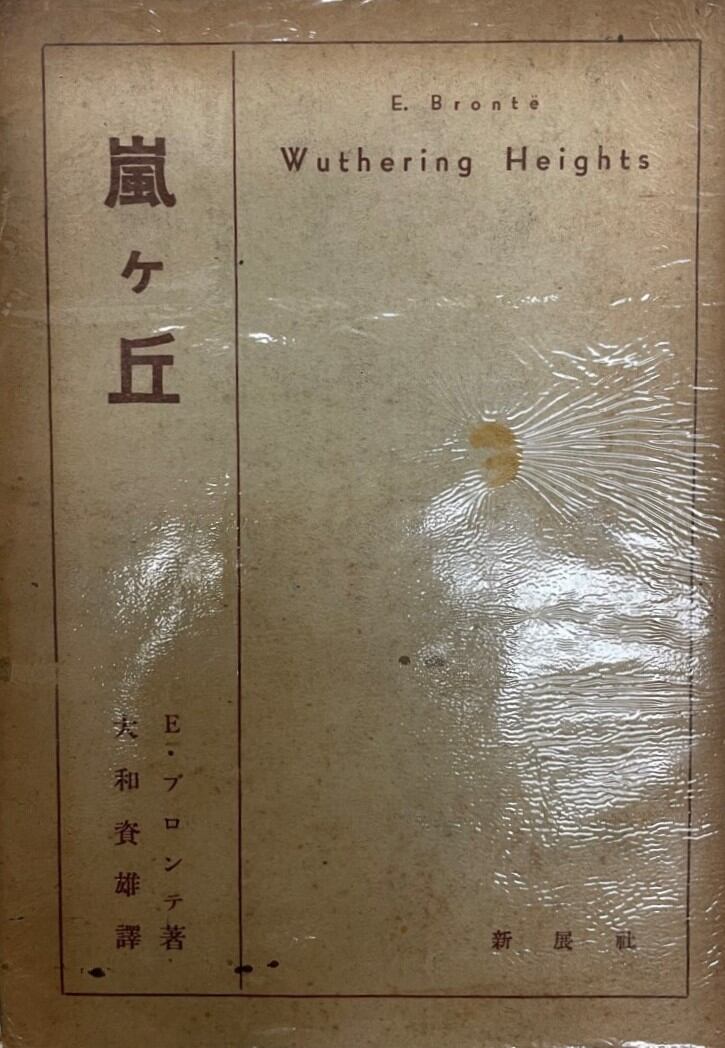 E. Brontë
Wuthering Heights
嵐ヶ丘
E・ブロンテ著
大和資雄譯
新展社